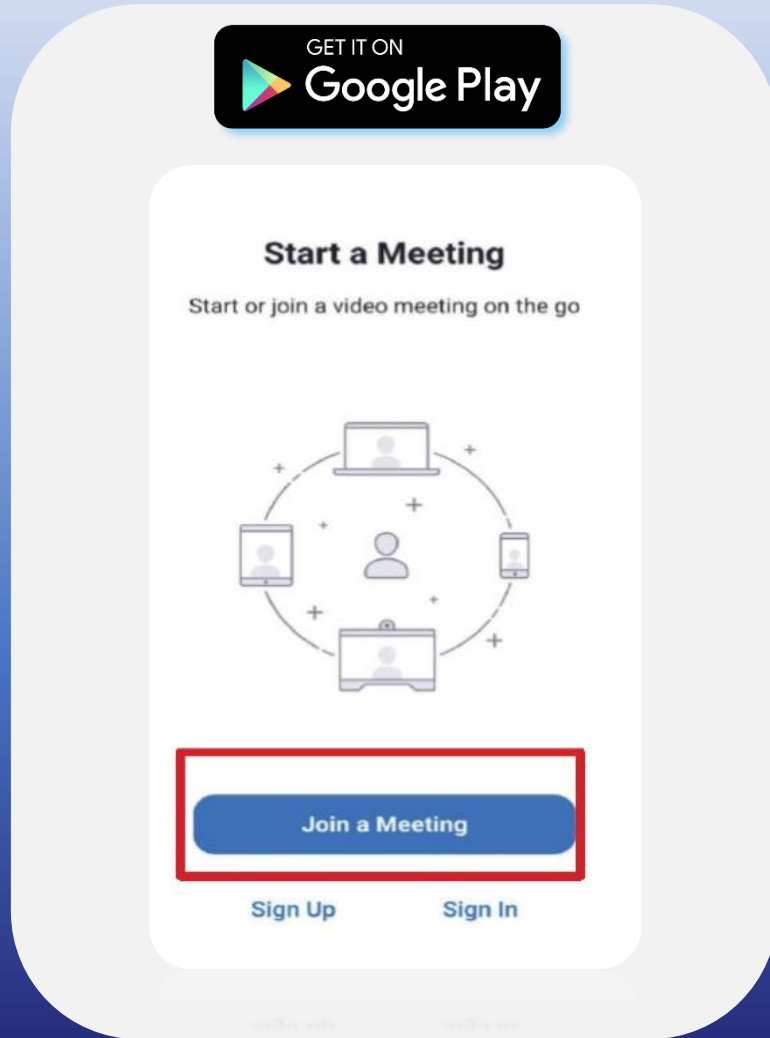 GET IT ON
Google Play
Start a Meeting
Start or join a video meeting on the go
Join a Meeting
Sign Up Sign In